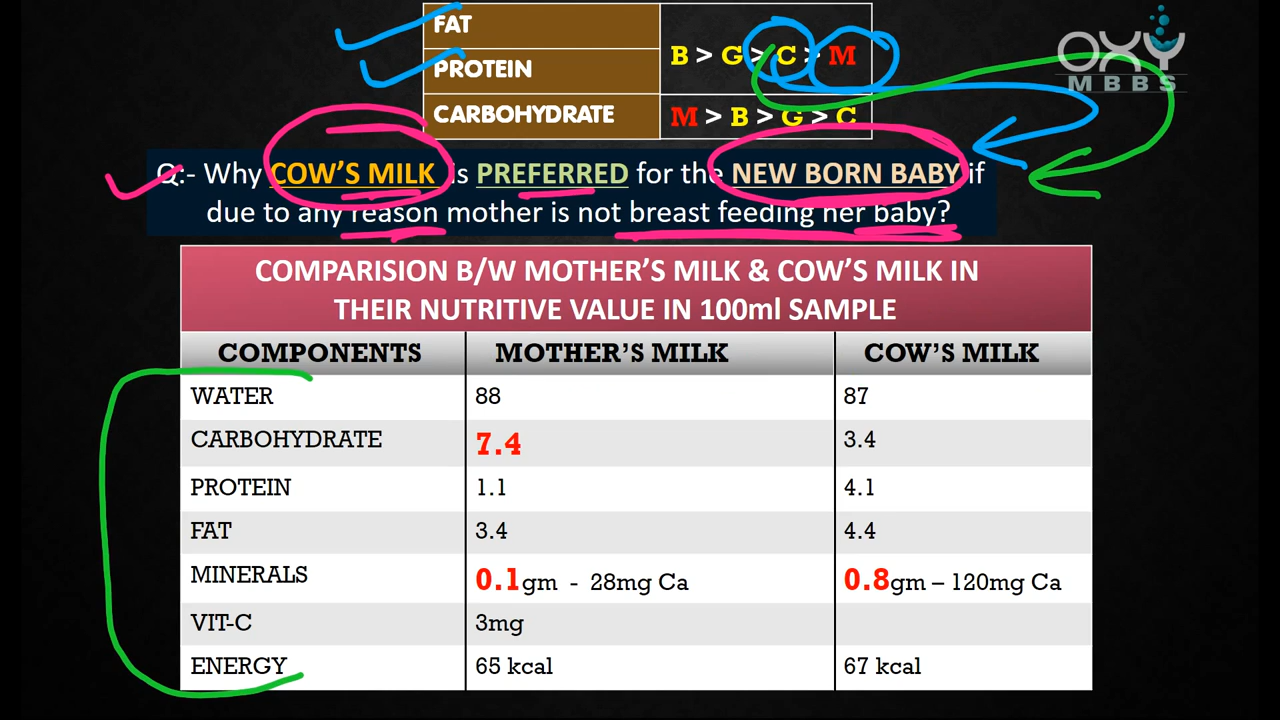 FAT
PROTEIN
B > G > C > M
OXY
MBBS
CARBOHYDRATE
M > B > G > C
Q:- Why COW'S MILK is PREFERRED for the NEW BORN BABY if
due to any reason mother is not breast feeding her baby?
COMPARISION B/W MOTHER'S MILK & COW'S MILK IN
THEIR NUTRITIVE VALUE IN 100ml SAMPLE
COMPONENTS MOTHER'S MILK COW'S MILK
WATER 88 87
CARBOHYDRATE 7.4 3.4
PROTEIN 1.1 4.1
FAT 3.4 4.4
MINERALS 0.1gm - 28mg Ca 0.8gm – 120mg Ca
VIT-C 3mg
ENERGY 65 kcal 67 kcal